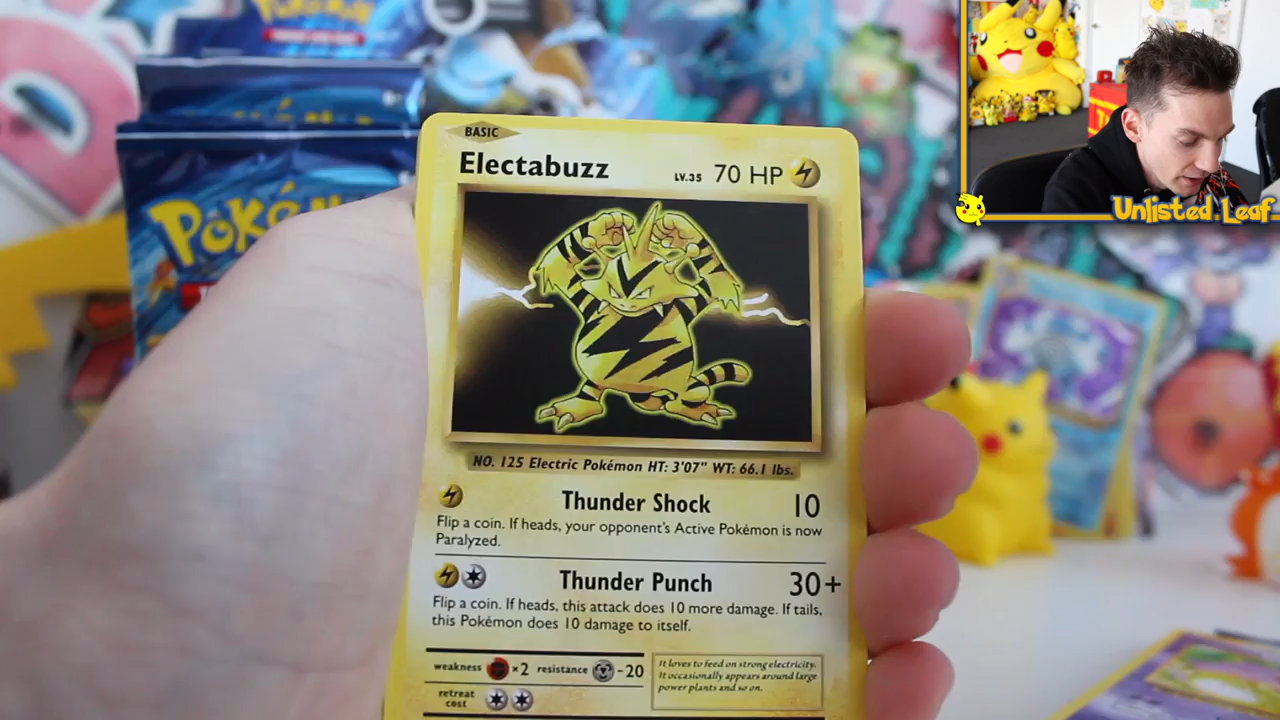 Pokémon
Poké
BASIC
Electabuzz LV.35 70 HP
NO. 125 Electric Pokémon HT: 3'07" WT: 66.1 lbs.
Thunder Shock 10
Flip a coin. If heads, your opponent's Active Pokémon is now
Paralyzed.
Thunder Punch 30+
Flip a coin. If heads, this attack does 10 more damage. If tails,
this Pokémon does 10 damage to itself.
weakness ×2 resistance -20
retreat
cost
It loves to feed on strong electricity.
It occasionally appears around large
power plants and so on.
Unlisted Leaf